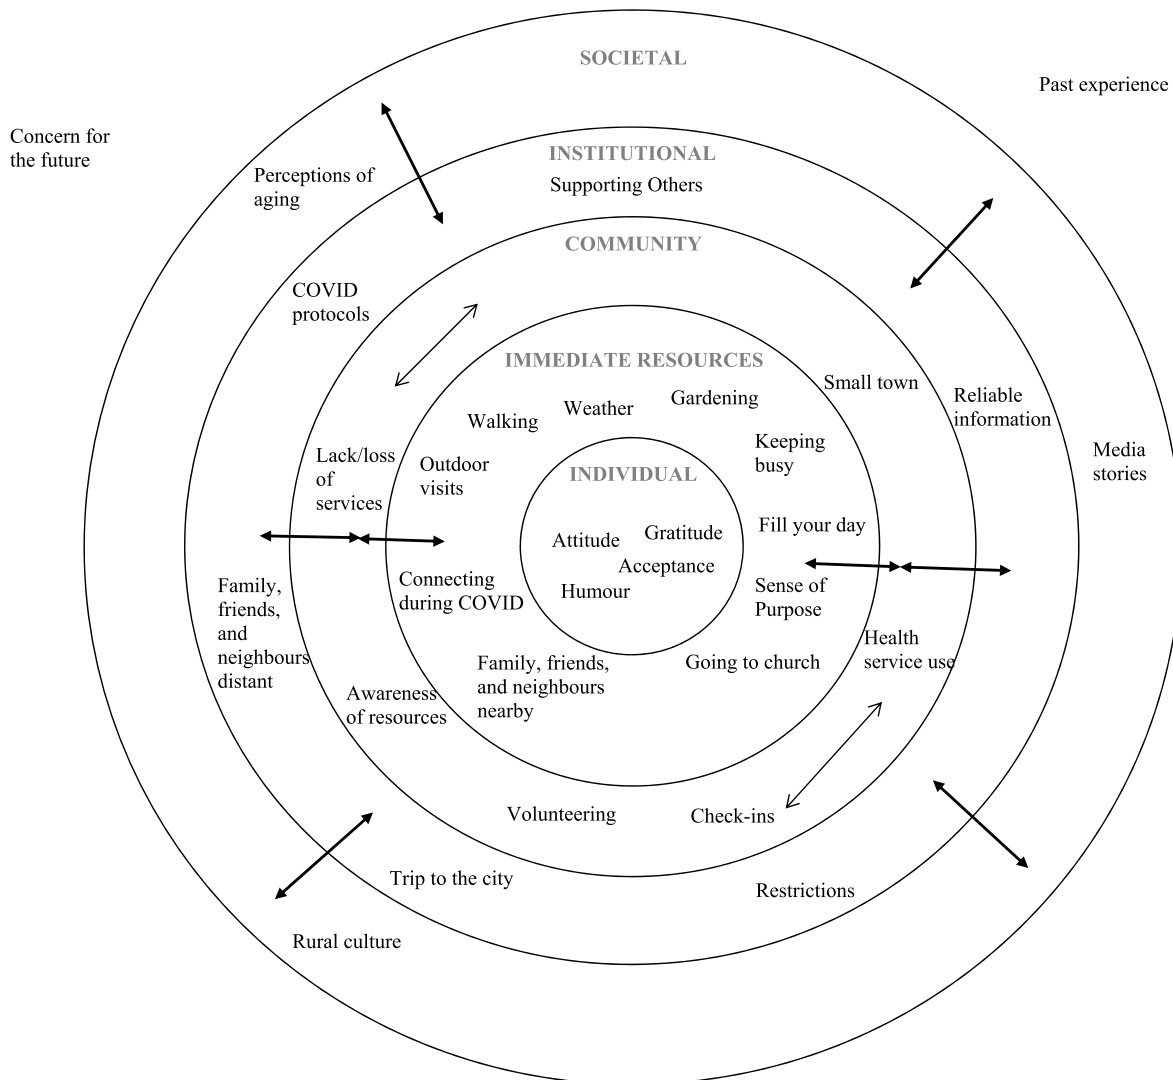 SOCIETAL
Past experience
Concern for
the future
INSTITUTIONAL
Supporting Others
Perceptions of
aging
COMMUNITY
COVID
protocols
IMMEDIATE RESOURCES
Small town
Gardening
Weather
Walking
Reliable
information
Keeping
busy
Media
stories
Lack/loss
of
services
Outdoor
visits
INDIVIDUAL
Attitude
Gratitude
Acceptance
Humour
Fill your day
Connecting
during COVID
Sense of
Purpose
Family,
friends,
and
neighbours
distant
Health
service use
Family, friends,
and neighbours
nearby
Going to church
Awareness
of resources
Volunteering
Check-ins
Trip to the city
Restrictions
Rural culture